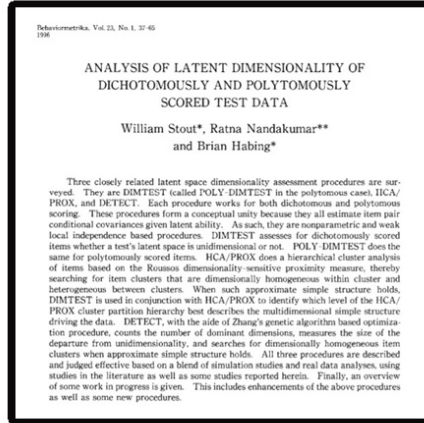 Behaviormetrika, Vol. 23, No. 1, 37-65
1996
ANALYSIS OF LATENT DIMENSIONALITY OF
DICHOTOMOUSLY AND POLYTOMOUSLY
SCORED TEST DATA
William Stout*, Ratna Nandakumar**
and Brian Habing*
Three closely related latent space dimensionality assessment procedures are sur-
veyed. They are DIMTEST (called POLY-DIMTEST in the polytomous case), HCA/
PROX, and DETECT. Each procedure works for both dichotomous and polytomous
scoring. These procedures form a conceptual unity because they all estimate item pair
conditional covariances given latent ability. As such, they are nonparametric and weak
local independence based procedures. DIMTEST assesses for dichotomously scored
items whether a test's latent space is unidimensional or not. POLY-DIMTEST does the
same for polytomously scored items. HCA/PROX does a hierarchical cluster analysis
of items based on the Roussos dimensionality-sensitive proximity measure, thereby
searching for item clusters that are dimensionally homogeneous within cluster and
heterogeneous between clusters. When such approximate simple structure holds,
DIMTEST is used in conjunction with HCA/PROX to identify which level of the HCA/
PROX cluster partition hierarchy best describes the multidimensional simple structure
driving the data. DETECT, with the aide of Zhang's genetic algorithm based optimiza-
tion procedure, counts the number of dominant dimensions, measures the size of the
departure from unidimensionality, and searches for dimensionally homogeneous item
clusters when approximate simple structure holds. All three procedures are described
and judged effective based on a blend of simulation studies and real data analyses, using
studies in the literature as well as some studies reported herein. Finally, an overview
of some work in progress is given. This includes enhancements of the above procedures
as well as some new procedures.